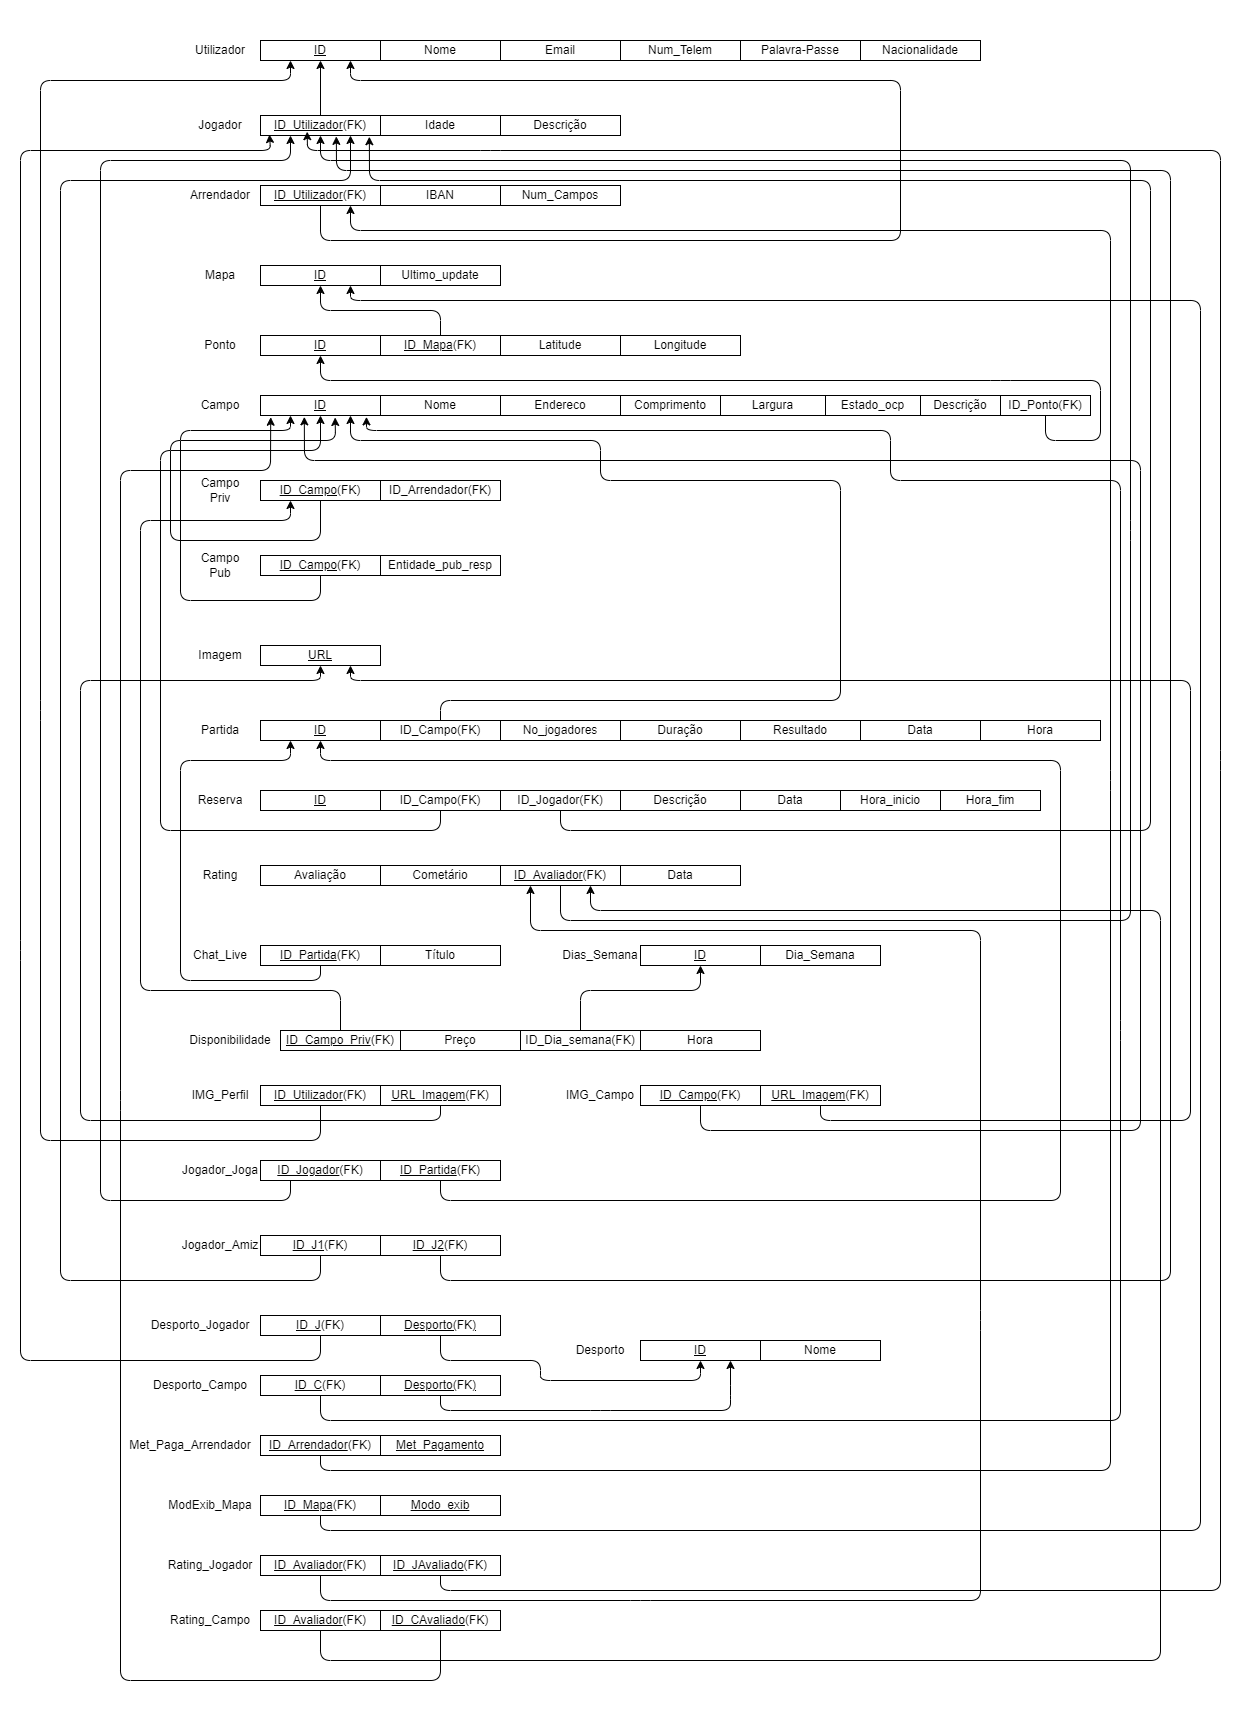 Utilizador ID Nome Email Num_Telem Palavra-Passe Nacionalidade
Jogador ID_Utilizador(FK) Idade Descrição
Arrendador ID_Utilizador(FK) IBAN Num_Campos
Mapa ID Ultimo_update
Ponto ID ID_Mapa(FK) Latitude Longitude
Campo ID Nome Endereco Comprimento Largura Estado_ocp Descrição ID_Ponto(FK)
Campo
Priv ID_Campo(FK) ID_Arrendador(FK)
Campo
Pub ID_Campo(FK) Entidade_pub_resp
Imagem URL
Partida ID ID_Campo(FK) No_jogadores Duração Resultado Data Hora
Reserva ID ID_Campo(FK) ID_Jogador(FK) Descrição Data Hora_inicio Hora_fim
Rating Avaliação Cometário ID_Avaliador(FK) Data
Chat_Live ID_Partida(FK) Título Dias_Semana ID Dia_Semana
Disponibilidade ID_Campo_Priv(FK) Preço ID_Dia_semana(FK) Hora
IMG_Perfil ID_Utilizador(FK) URL_Imagem(FK) IMG_Campo ID_Campo(FK) URL_Imagem(FK)
Jogador_Joga ID_Jogador(FK) ID_Partida(FK)
Jogador_Amiz ID_J1(FK) ID_J2(FK)
Desporto_Jogador ID_J(FK) Desporto(FK)
Desporto ID Nome
Desporto_Campo ID_C(FK) Desporto(FK)
Met_Paga_Arrendador ID_Arrendador(FK) Met_Pagamento
ModExib_Mapa ID_Mapa(FK) Modo_exib
Rating_Jogador ID_Avaliador(FK) ID_JAvaliado(FK)
Rating_Campo ID_Avaliador(FK) ID_CAvaliado(FK)